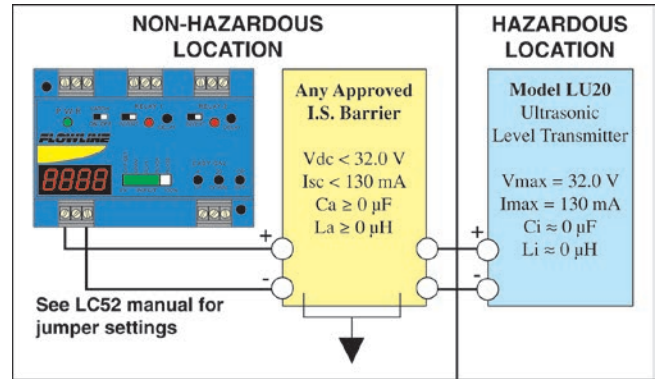 NON-HAZARDOUS
LOCATION
HAZARDOUS
LOCATION
FLOWLINE
8888
Any Approved
I.S. Barrier
Vdc < 32.0 V
Isc < 130 mA
Ca ≥ 0 µF
La ≥ 0 µH
Model LU20
Ultrasonic
Level Transmitter
Vmax = 32.0 V
Imax = 130 mA
Ci ≈ 0 µF
Li ≈ 0 µH
+
-
+
-
See LC52 manual for
jumper settings